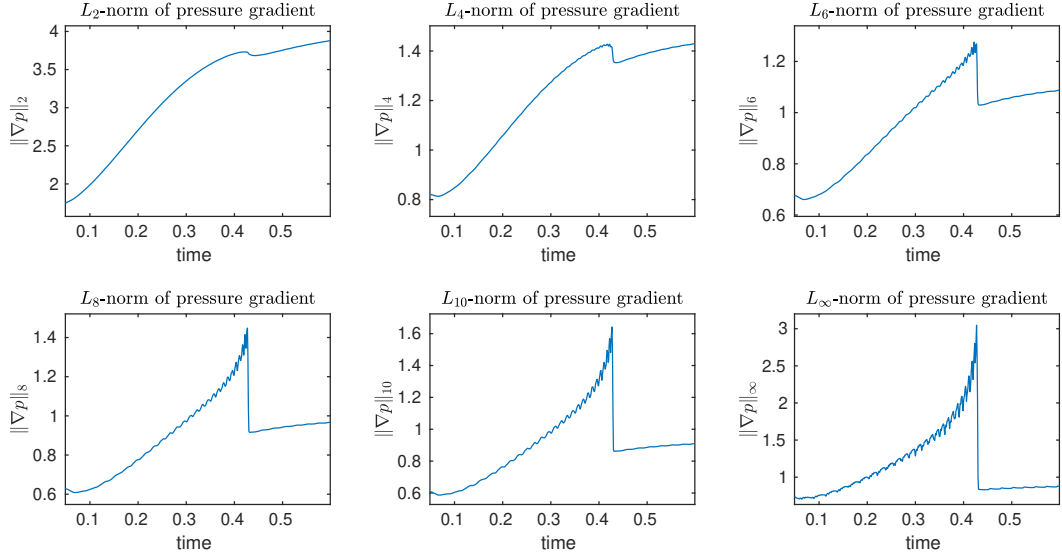 L₂-norm of pressure gradient
4
3.5
3
2.5
2
‖∇p‖₂
0.1 0.2 0.3 0.4 0.5
time
L₄-norm of pressure gradient
1.4
1.2
1
0.8
‖∇p‖₄
0.1 0.2 0.3 0.4 0.5
time
L₆-norm of pressure gradient
1.2
1
0.8
0.6
‖∇p‖₆
0.1 0.2 0.3 0.4 0.5
time
L₈-norm of pressure gradient
1.4
1.2
1
0.8
0.6
‖∇p‖₈
0.1 0.2 0.3 0.4 0.5
time
L₁₀-norm of pressure gradient
1.6
1.4
1.2
1
0.8
0.6
‖∇p‖₁₀
0.1 0.2 0.3 0.4 0.5
time
L∞-norm of pressure gradient
3
2.5
2
1.5
1
‖∇p‖∞
0.1 0.2 0.3 0.4 0.5
time